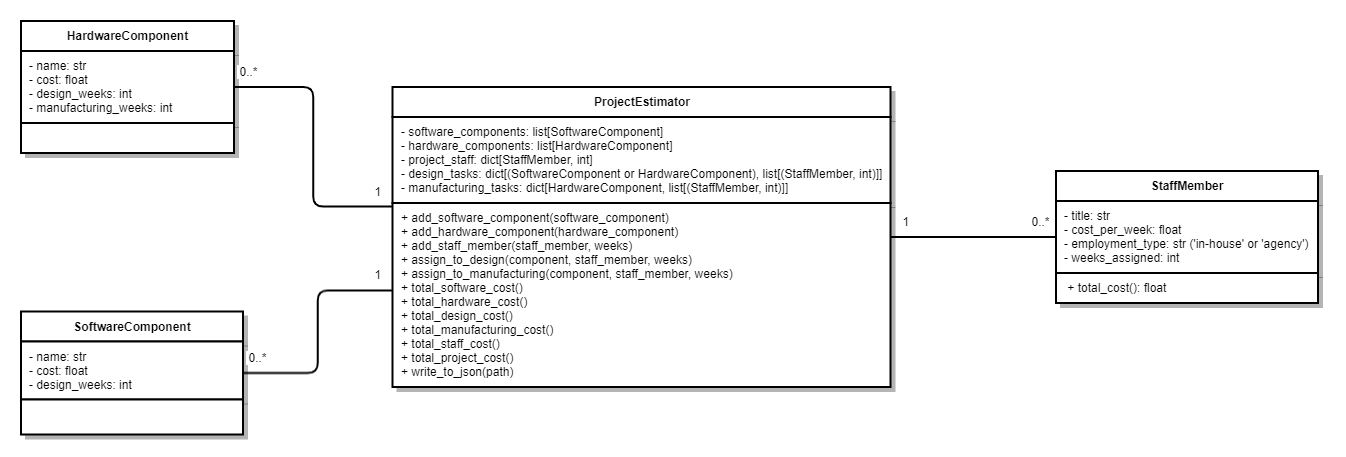 HardwareComponent
- name: str
- cost: float
- design_weeks: int
- manufacturing_weeks: int
0..*
1
ProjectEstimator
- software_components: list[SoftwareComponent]
- hardware_components: list[HardwareComponent]
- project_staff: dict[StaffMember, int]
- design_tasks: dict[(SoftwareComponent or HardwareComponent), list[(StaffMember, int)]]
- manufacturing_tasks: dict[HardwareComponent, list[(StaffMember, int)]]
+ add_software_component(software_component)
+ add_hardware_component(hardware_component)
+ add_staff_member(staff_member, weeks)
+ assign_to_design(component, staff_member, weeks)
+ assign_to_manufacturing(component, staff_member, weeks)
+ total_software_cost()
+ total_hardware_cost()
+ total_design_cost()
+ total_manufacturing_cost()
+ total_staff_cost()
+ total_project_cost()
+ write_to_json(path)
1
0..*
StaffMember
- title: str
- cost_per_week: float
- employment_type: str ('in-house' or 'agency')
- weeks_assigned: int
+ total_cost(): float
1
0..*
SoftwareComponent
- name: str
- cost: float
- design_weeks: int